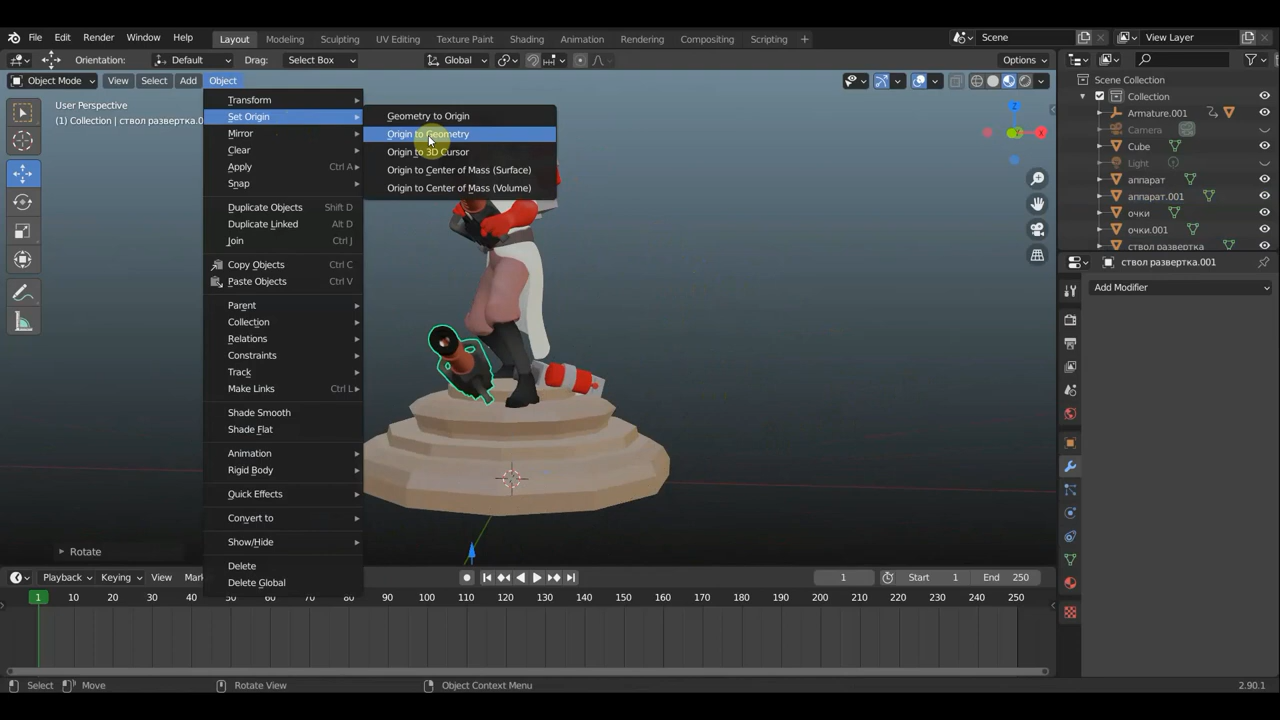 File Edit Render Window Help Layout Modeling Sculpting UV Editing Texture Paint Shading Animation Rendering Compositing Scripting + Scene View Layer
Orientation: Default Drag: Select Box Global Options
Object Mode View Select Add Object
User Perspective
(1) Collection | ствол развертка.0
Transform
Set Origin
Mirror
Clear
Apply Ctrl A
Snap
Duplicate Objects Shift D
Duplicate Linked Alt D
Join Ctrl J
Copy Objects Ctrl C
Paste Objects Ctrl V
Parent
Collection
Relations
Constraints
Track
Make Links Ctrl L
Shade Smooth
Shade Flat
Animation
Rigid Body
Quick Effects
Convert to
Show/Hide
Delete
Delete Global
Geometry to Origin
Origin to Geometry
Origin to 3D Cursor
Origin to Center of Mass (Surface)
Origin to Center of Mass (Volume)
Z
Y
X
Scene Collection
Collection
Armature.001
Camera
Cube
Light
аппарат
аппарат.001
очки
очки.001
ствол развертка
ствол развертка.001
Add Modifier
Rotate
Playback Keying View Mark 1 Start 1 End 250
1 10 20 30 40 50 60 70 80 90 100 110 120 130 140 150 160 170 180 190 200 210 220 230 240 250
Select Move Rotate View Object Context Menu 2.90.1